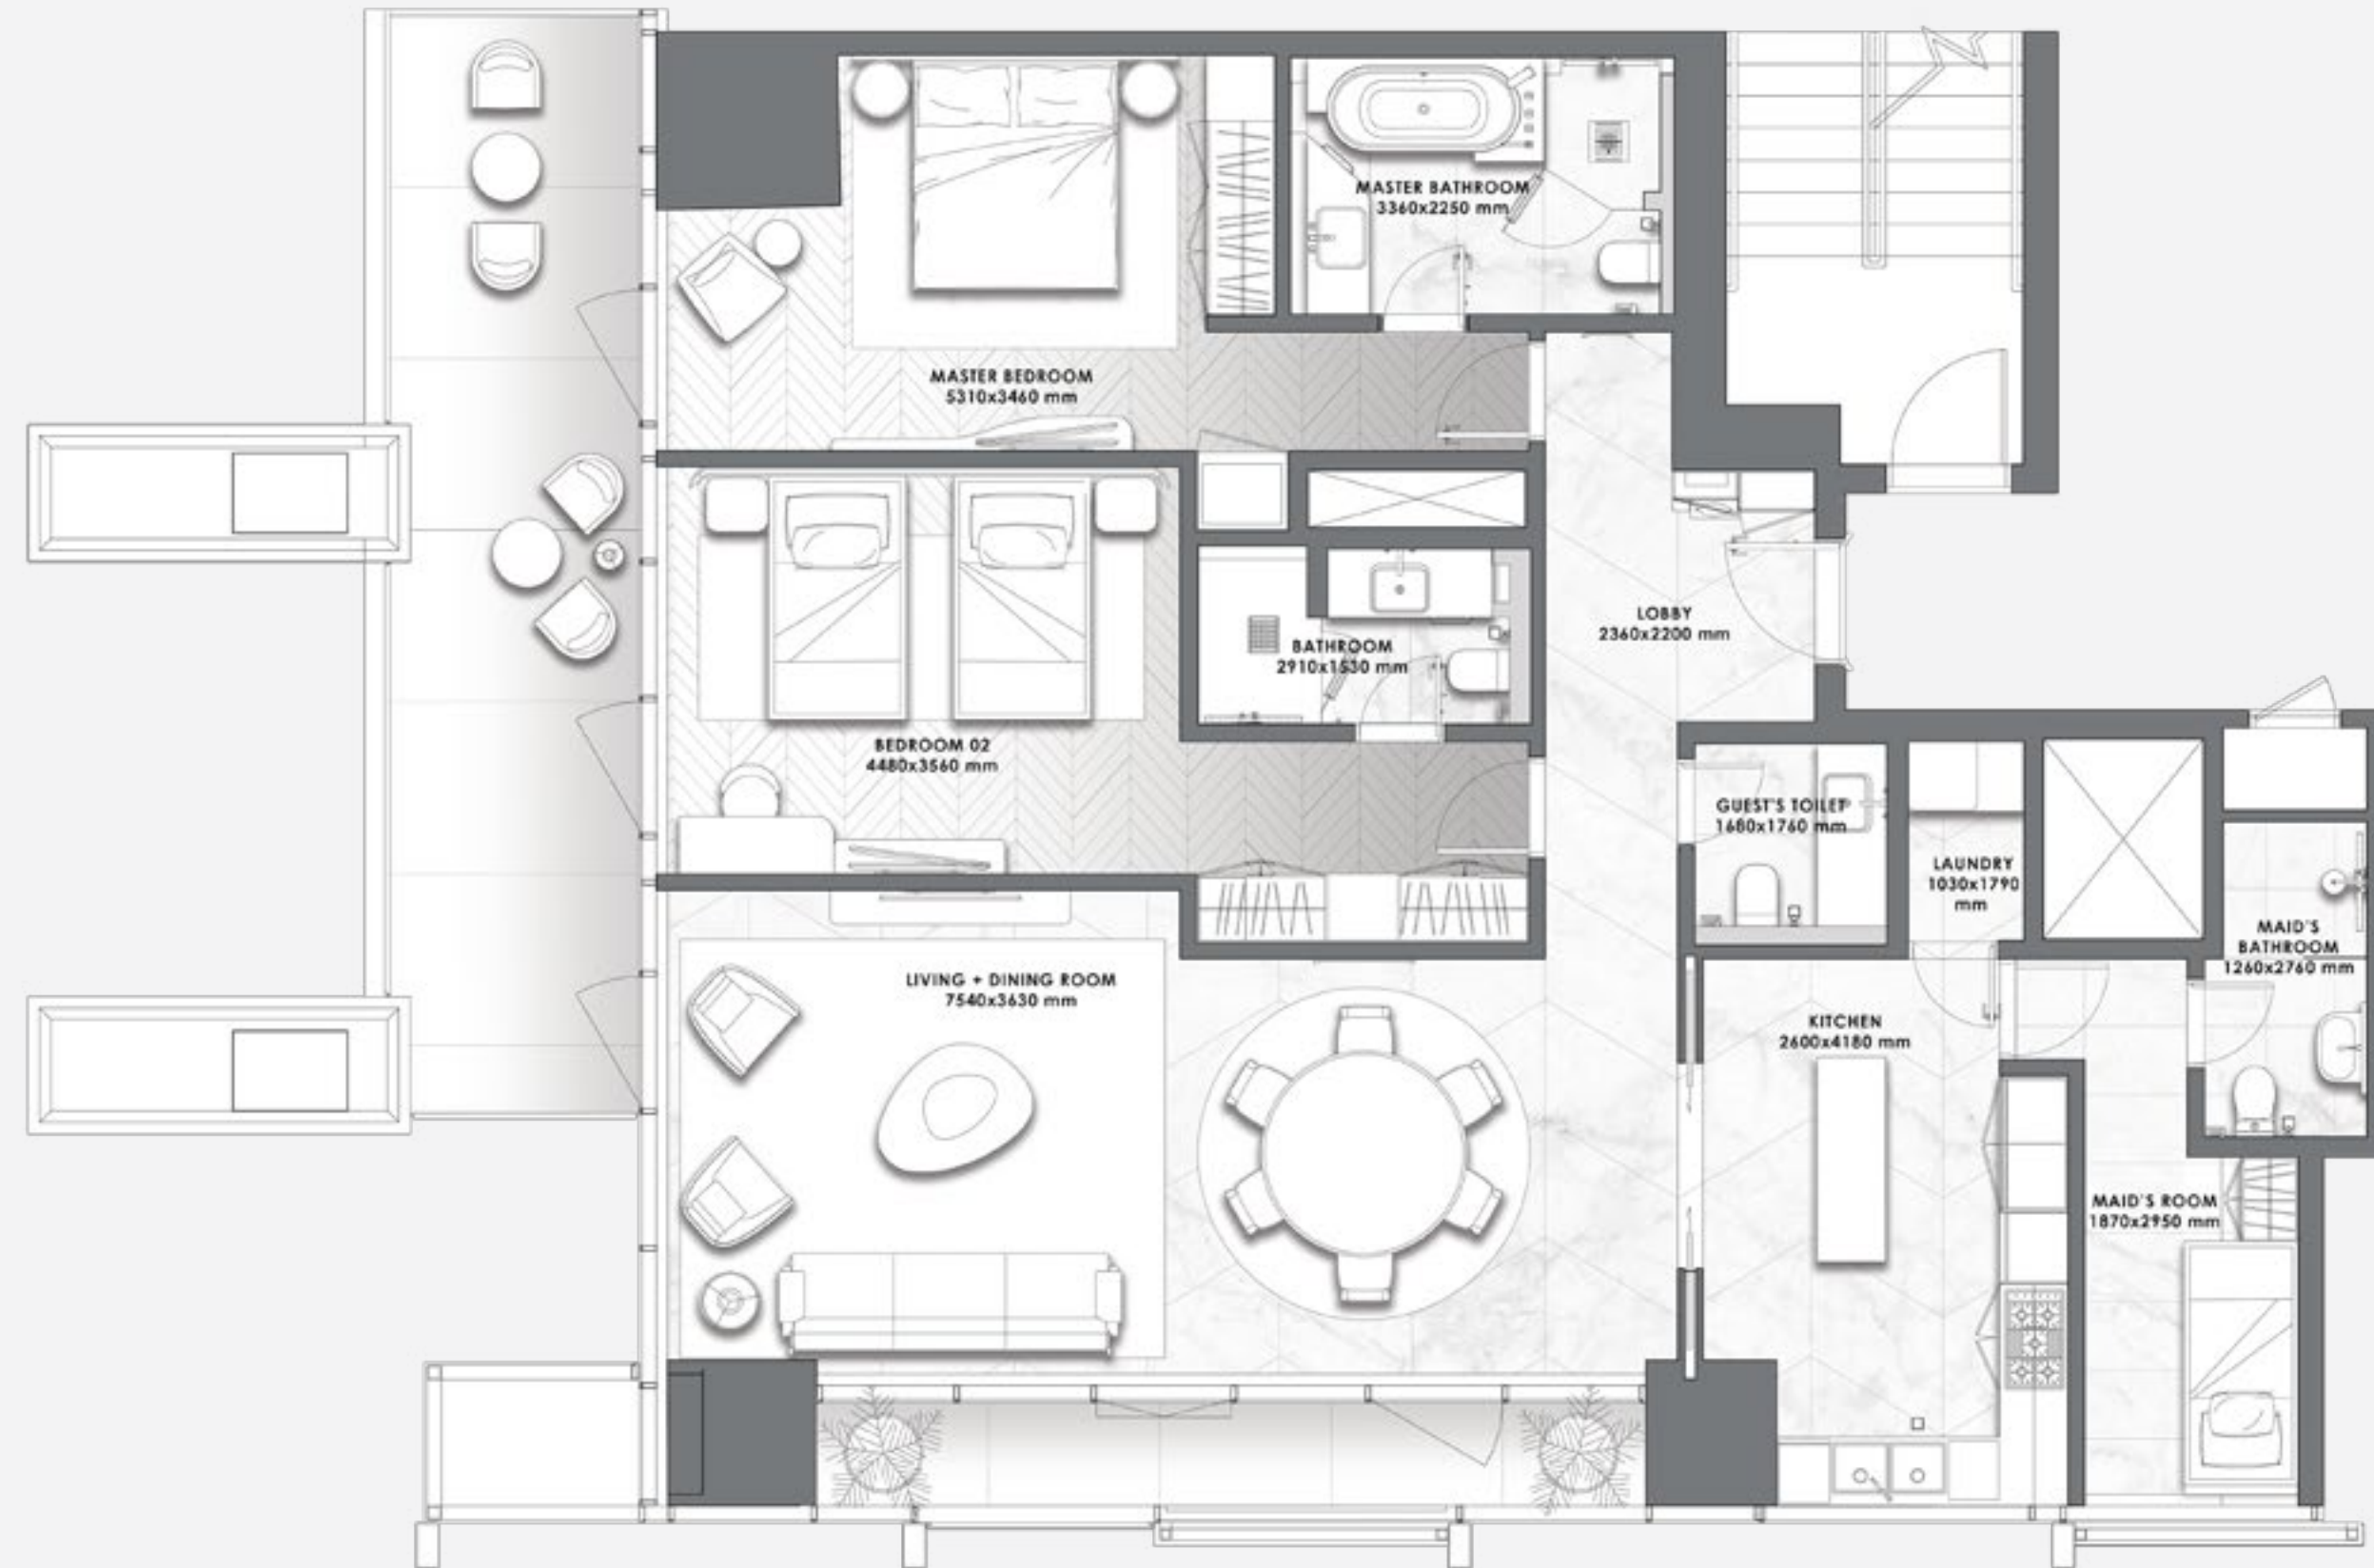 MASTER BATHROOM
3360x2250 mm
MASTER BEDROOM
5310x3460 mm
LOBBY
2360x2200 mm
BATHROOM
2910x1530 mm
BEDROOM 02
4480x3560 mm
GUEST'S TOILET
1680x1760 mm
LAUNDRY
1030x1790
mm
MAID'S
BATHROOM
1260x2760 mm
LIVING + DINING ROOM
7540x3630 mm
KITCHEN
2600x4180 mm
MAID'S ROOM
1870x2950 mm